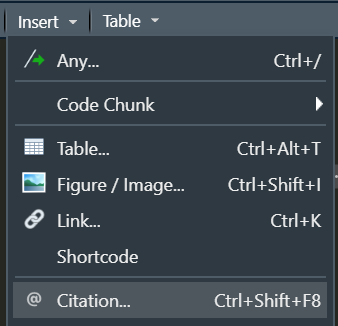 Insert Table
Any... Ctrl+/
Code Chunk
Table... Ctrl+Alt+T
Figure / Image... Ctrl+Shift+I
Link... Ctrl+K
Shortcode
@ Citation... Ctrl+Shift+F8